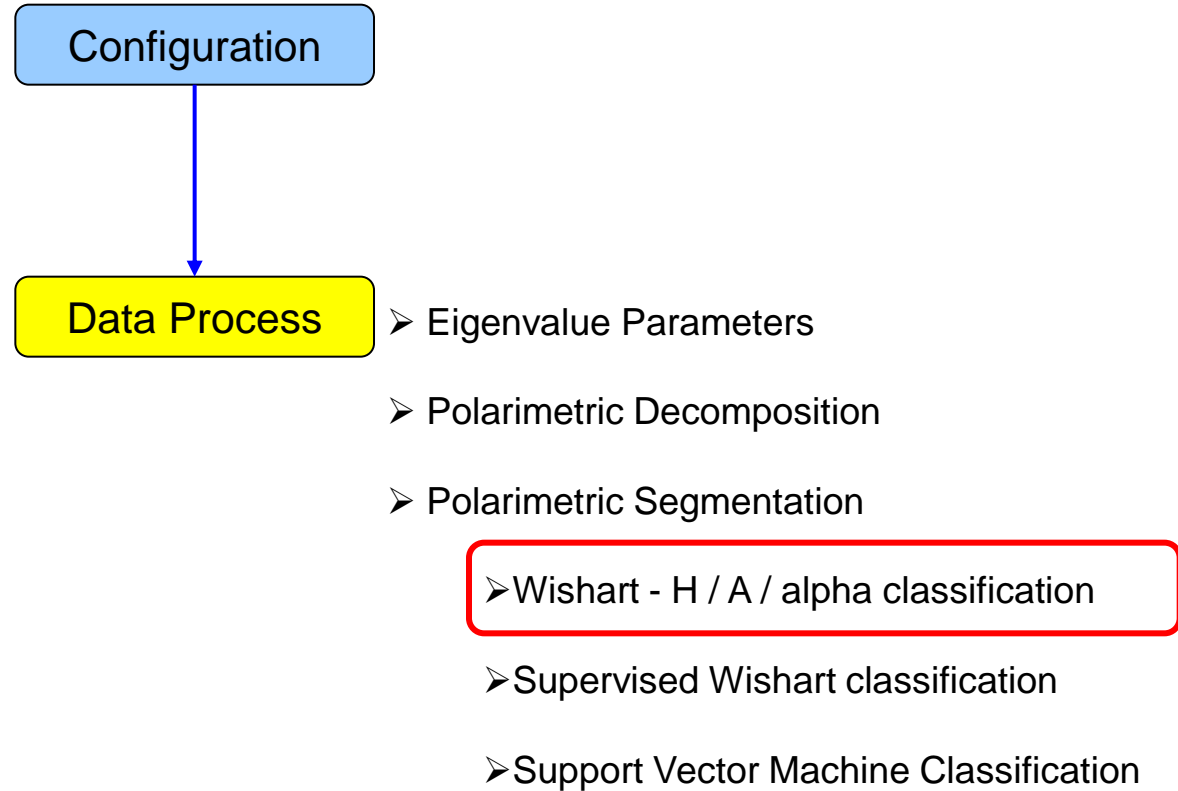 Configuration
Data Process
➢ Eigenvalue Parameters
➢ Polarimetric Decomposition
➢ Polarimetric Segmentation
➢Wishart - H / A / alpha classification
➢Supervised Wishart classification
➢Support Vector Machine Classification